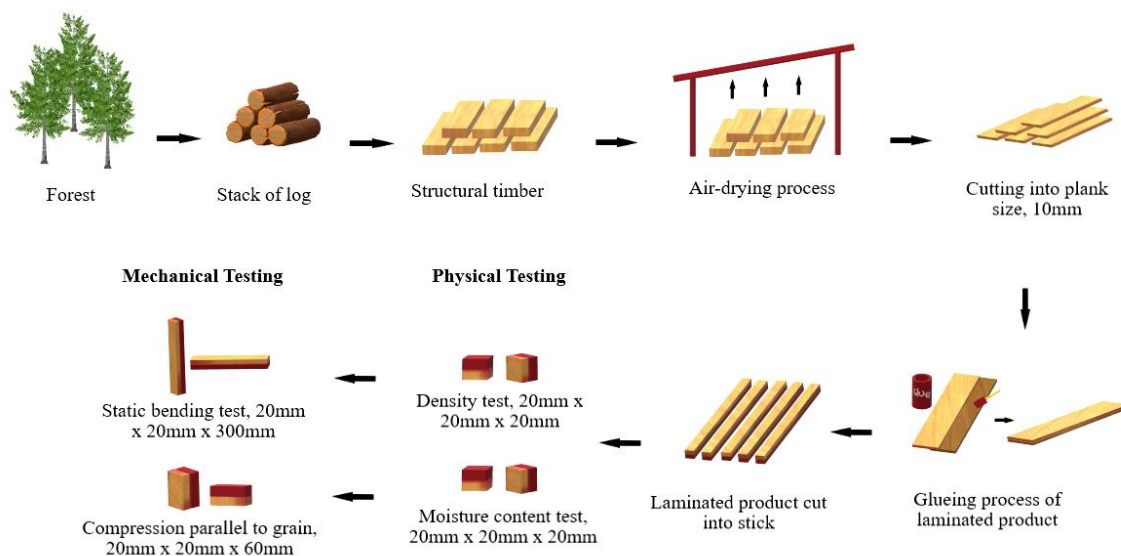 Forest
Stack of log
Structural timber
Air-drying process
Cutting into plank
size, 10mm
Mechanical Testing
Physical Testing
Static bending test, 20mm
x 20mm x 300mm
Density test, 20mm x
20mm x 20mm
Compression parallel to grain,
20mm x 20mm x 60mm
Moisture content test,
20mm x 20mm x 20mm
Laminated product cut
into stick
Glue
Glueing process of
laminated product